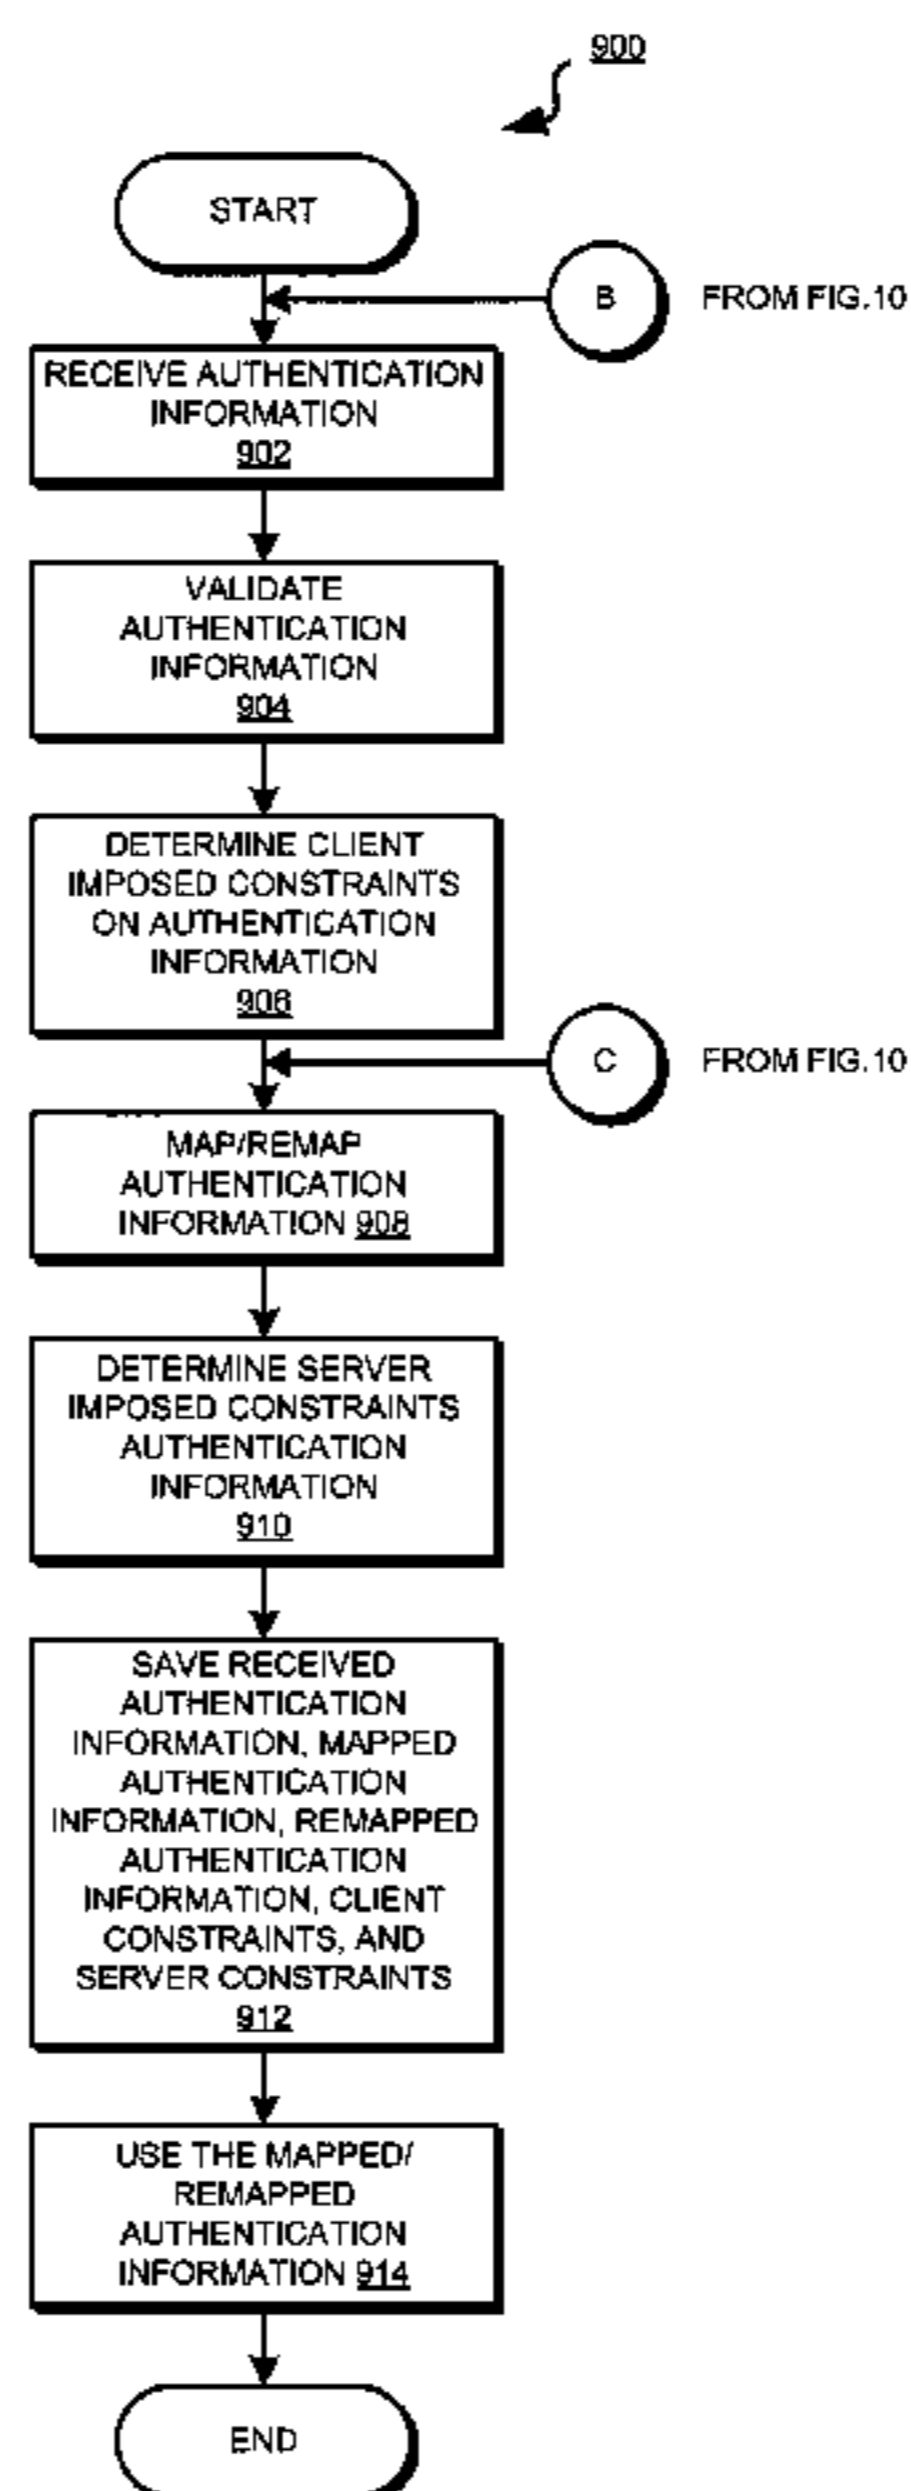 900
START
B FROM FIG.10
RECEIVE AUTHENTICATION
INFORMATION
902
VALIDATE
AUTHENTICATION
INFORMATION
904
DETERMINE CLIENT
IMPOSED CONSTRAINTS
ON AUTHENTICATION
INFORMATION
906
C FROM FIG.10
MAP/REMAP
AUTHENTICATION
INFORMATION 908
DETERMINE SERVER
IMPOSED CONSTRAINTS
AUTHENTICATION
INFORMATION
910
SAVE RECEIVED
AUTHENTICATION
INFORMATION, MAPPED
AUTHENTICATION
INFORMATION, REMAPPED
AUTHENTICATION
INFORMATION, CLIENT
CONSTRAINTS, AND
SERVER CONSTRAINTS
912
USE THE MAPPED/
REMAPPED
AUTHENTICATION
INFORMATION 914
END